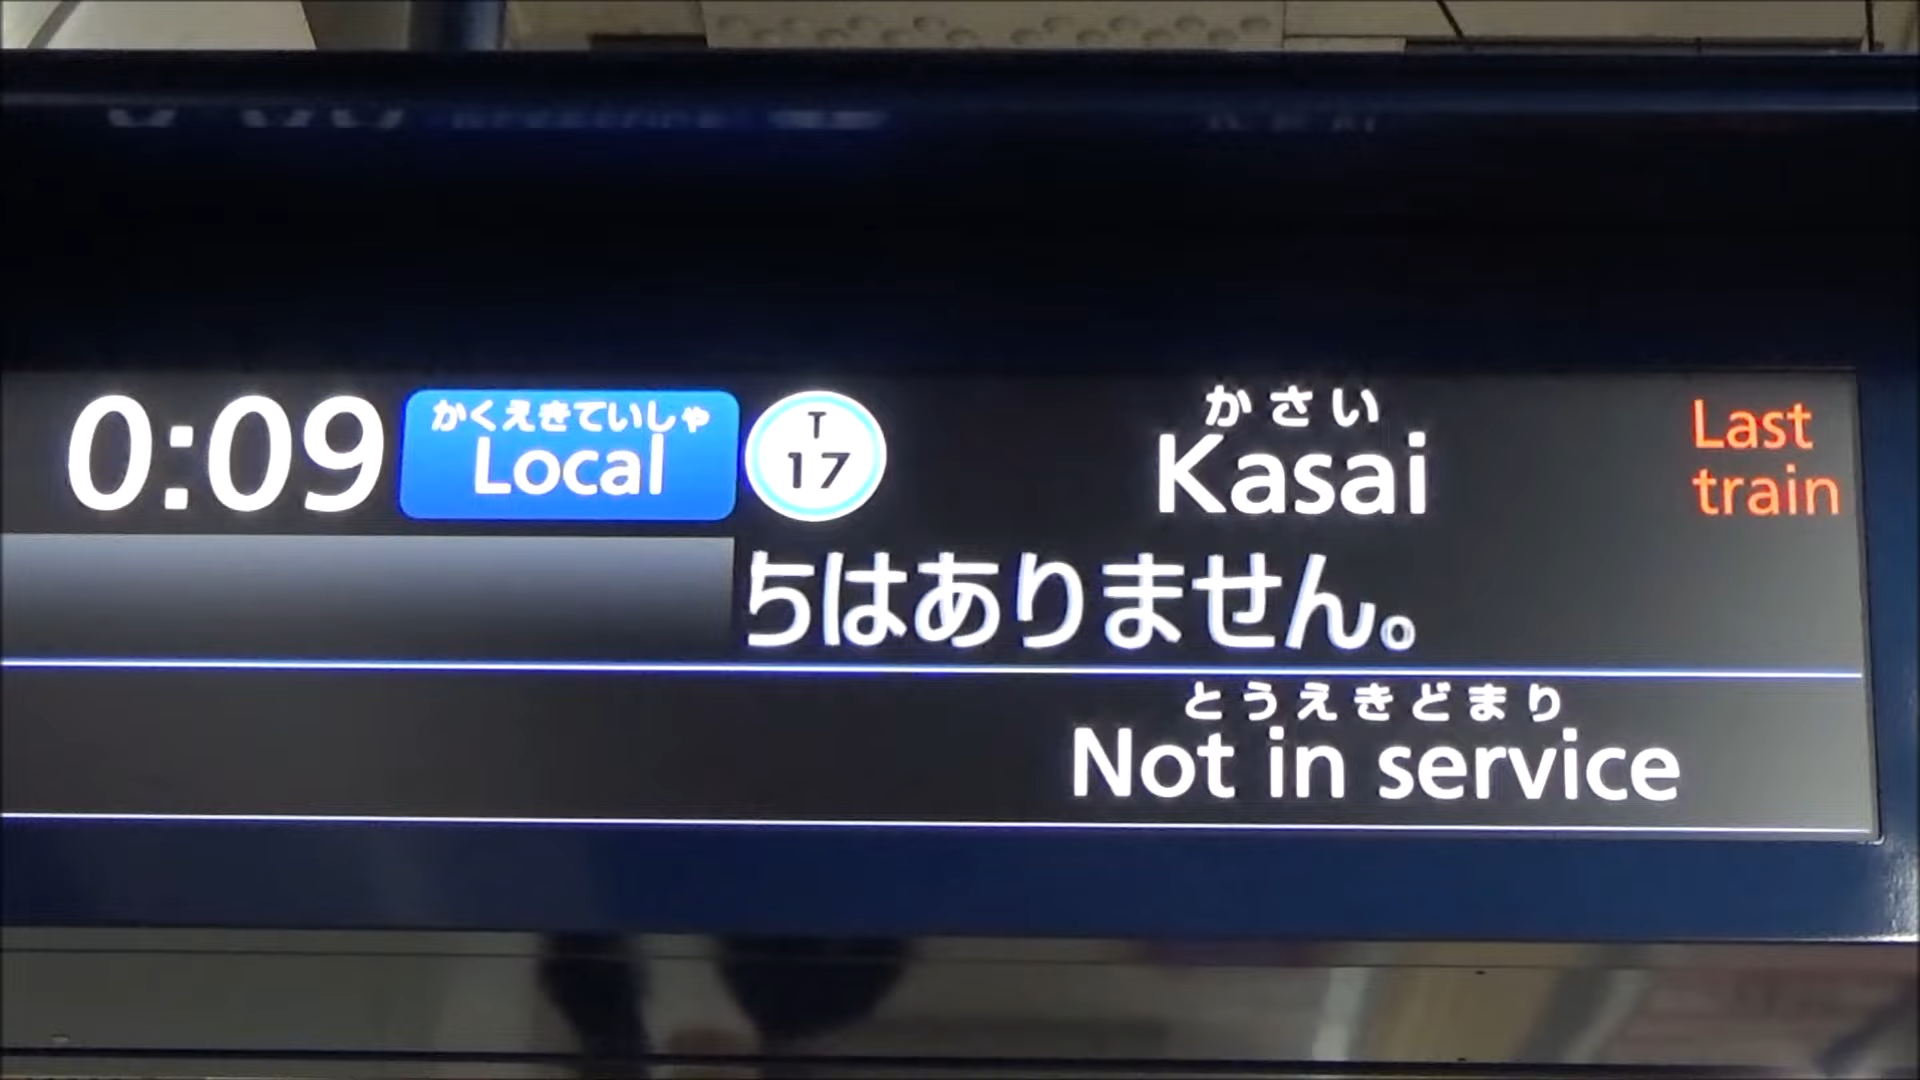 0:09
かくえきていしゃ
Local
T
17
かさい
Kasai
Last
train
ちはありません。
とうえきどまり
Not in service